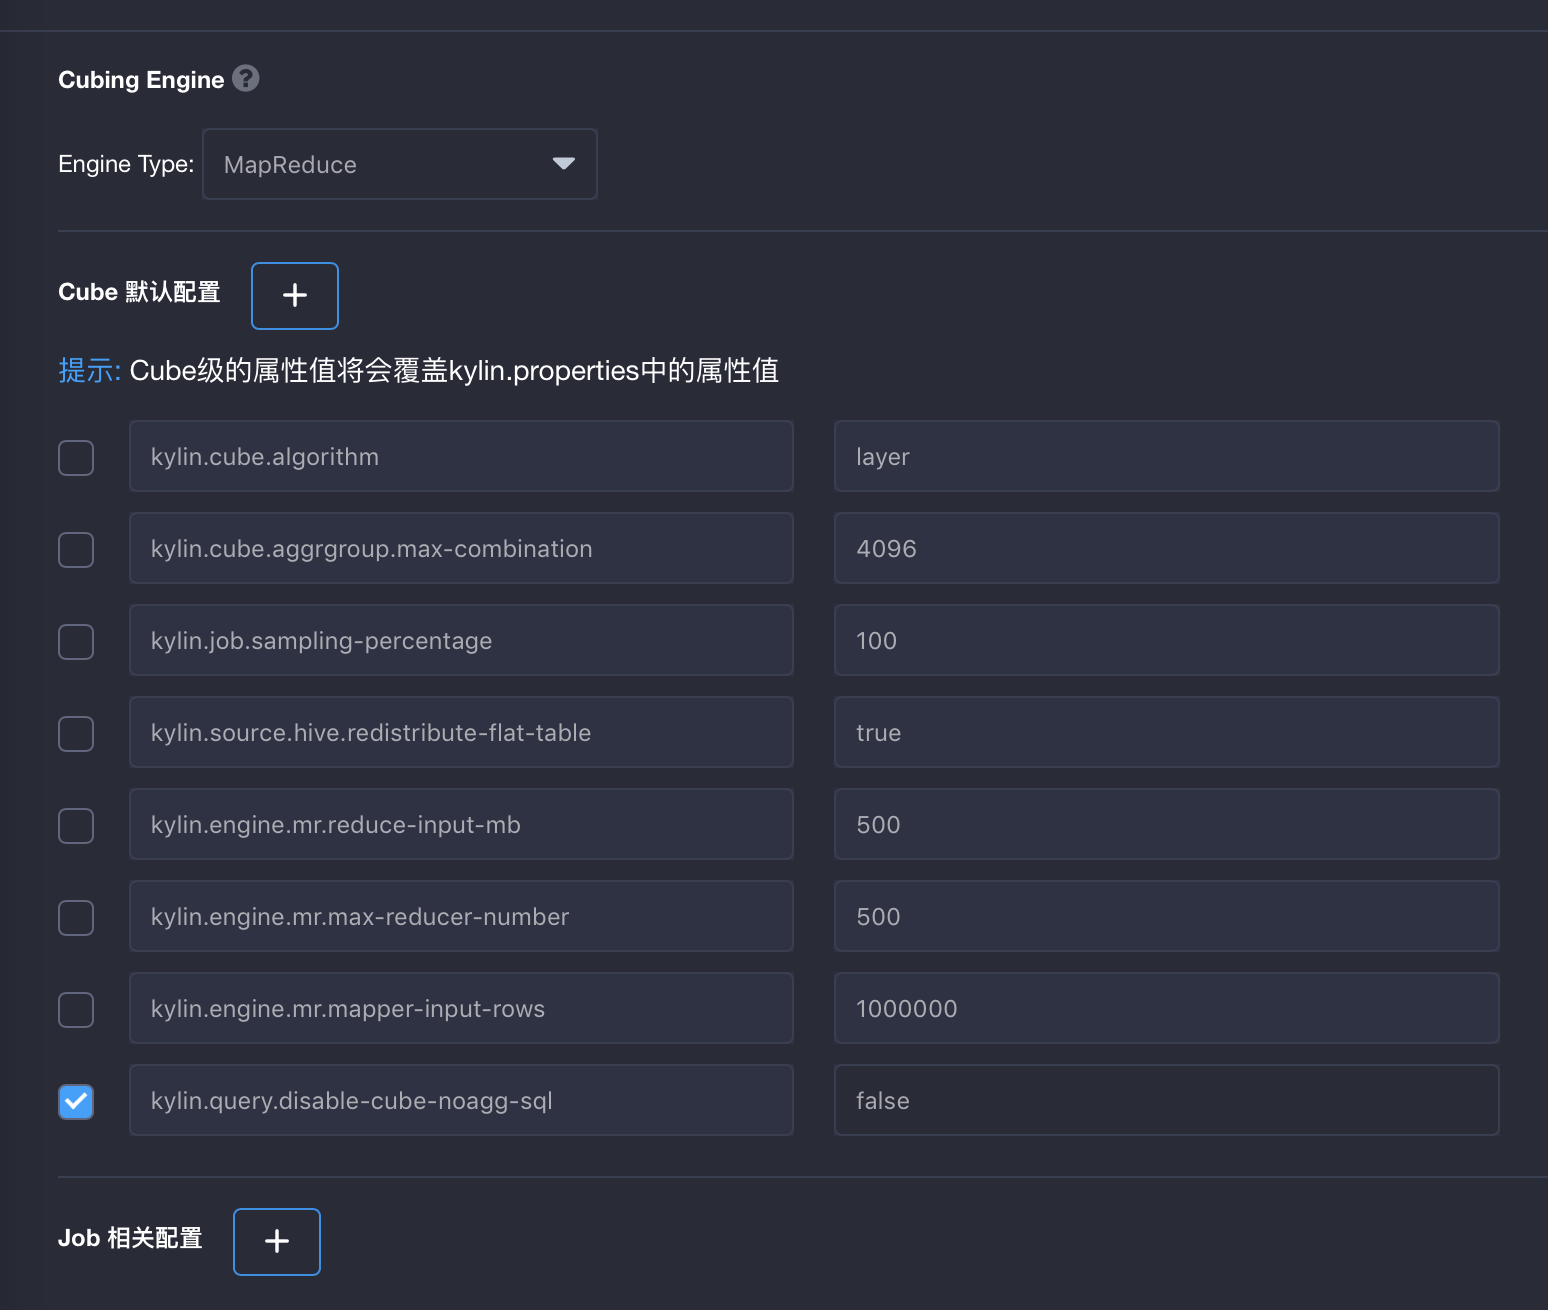 Cubing Engine ?
Engine Type: MapReduce
Cube 默认配置 +
提示: Cube级的属性值将会覆盖kylin.properties中的属性值
kylin.cube.algorithm layer
kylin.cube.aggrgroup.max-combination 4096
kylin.job.sampling-percentage 100
kylin.source.hive.redistribute-flat-table true
kylin.engine.mr.reduce-input-mb 500
kylin.engine.mr.max-reducer-number 500
kylin.engine.mr.mapper-input-rows 1000000
kylin.query.disable-cube-noagg-sql false
Job 相关配置 +